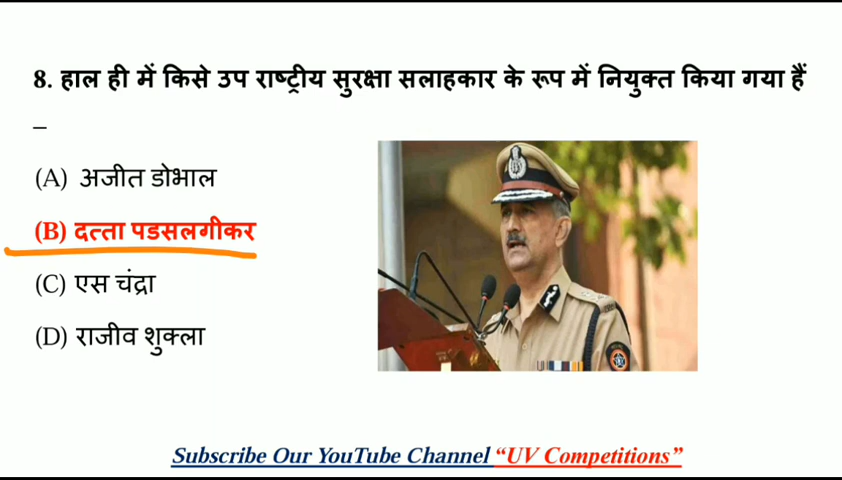 8. हाल ही में किसे उप राष्ट्रीय सुरक्षा सलाहकार के रूप में नियुक्त किया गया हैं
–
(A) अजीत डोभाल
(B) दत्ता पडसलगीकर
(C) एस चंद्रा
(D) राजीव शुक्ला
Subscribe Our YouTube Channel “UV Competitions”